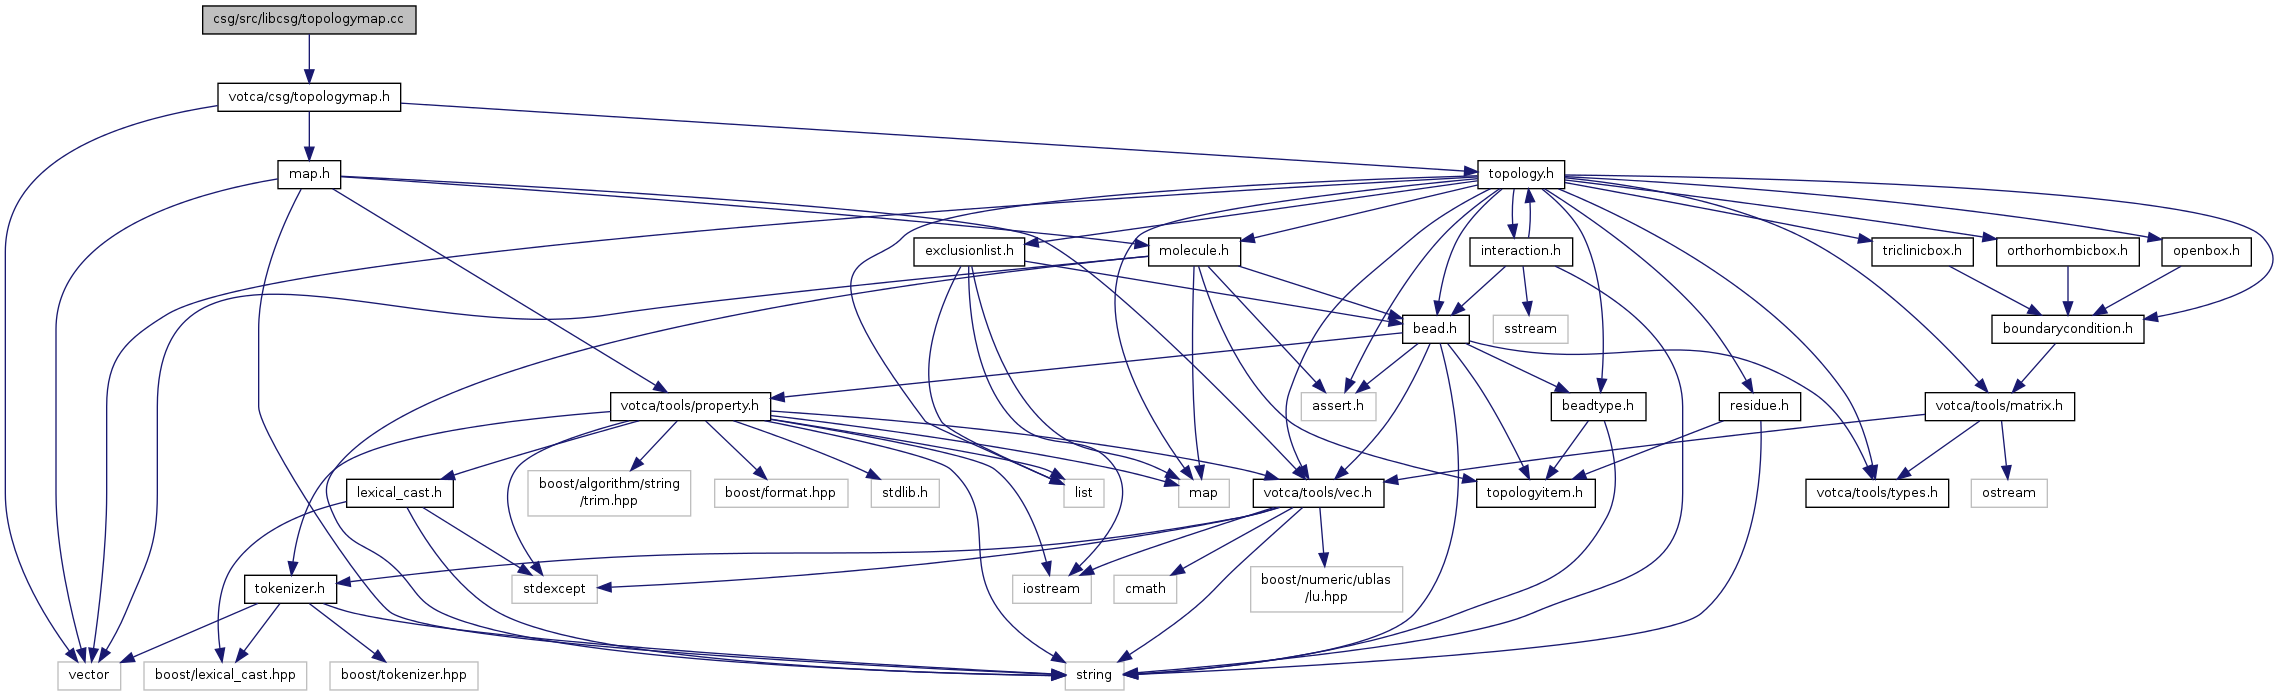 csg/src/libcsg/topologymap.cc
votca/csg/topologymap.h
map.h
topology.h
exclusionlist.h
molecule.h
interaction.h
triclinicbox.h
orthorhombicbox.h
openbox.h
bead.h
sstream
boundarycondition.h
votca/tools/property.h
assert.h
beadtype.h
residue.h
votca/tools/matrix.h
lexical_cast.h
boost/algorithm/string
/trim.hpp
boost/format.hpp
stdlib.h
list
map
votca/tools/vec.h
topologyitem.h
votca/tools/types.h
ostream
tokenizer.h
stdexcept
iostream
cmath
boost/numeric/ublas
/lu.hpp
vector
boost/lexical_cast.hpp
boost/tokenizer.hpp
string